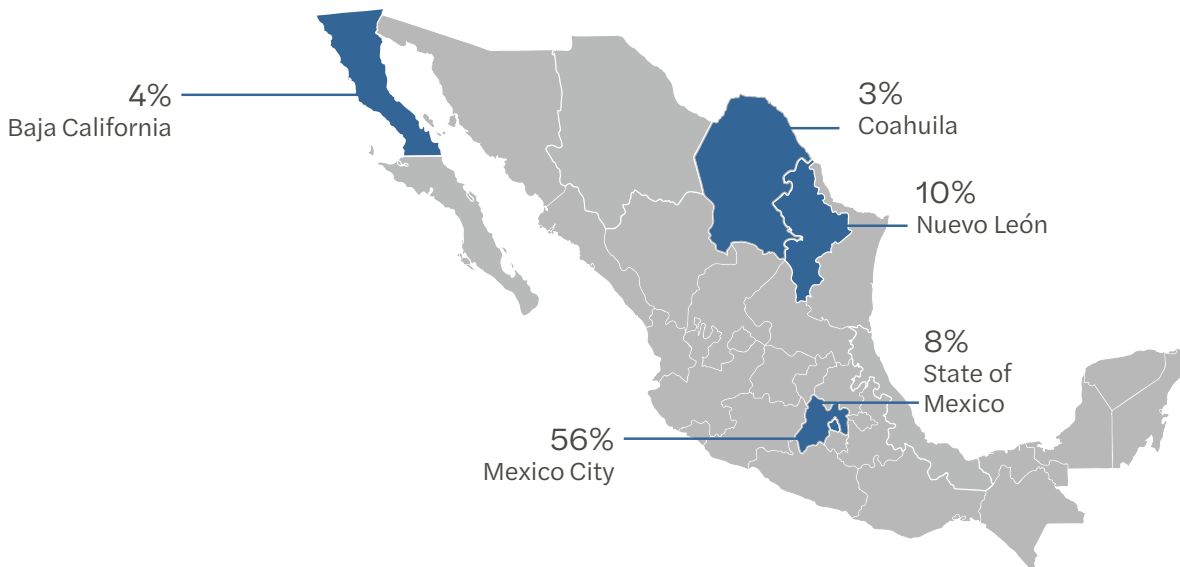 4%
Baja California
3%
Coahuila
10%
Nuevo León
8%
State of
Mexico
56%
Mexico City